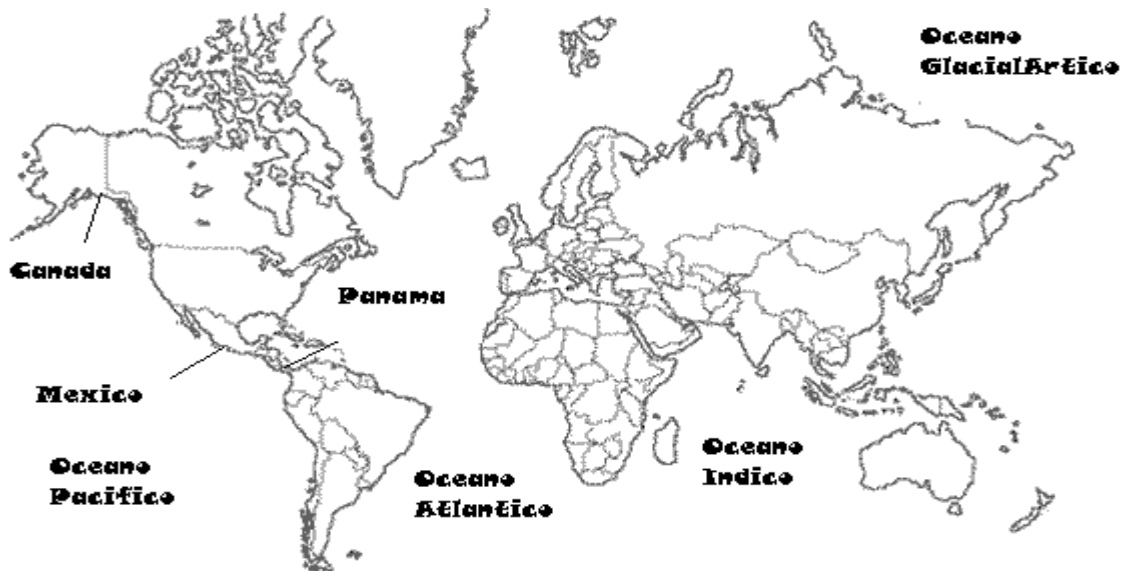 Oceano
GlacialArtico
Canada
Panama
Mexico
Oceano
Pacifico
Oceano
Atlantico
Oceano
Indico